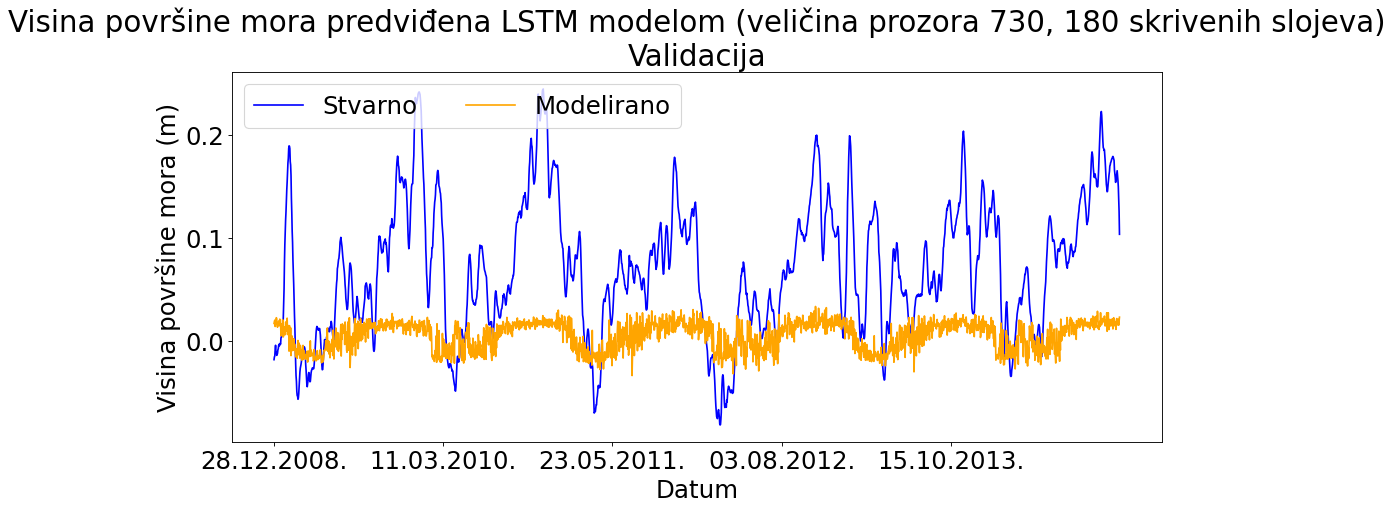 Visina površine mora predviđena LSTM modelom (veličina prozora 730, 180 skrivenih slojeva)
Validacija
Stvarno Modelirano
Visina površine mora (m)
0.2
0.1
0.0
28.12.2008. 11.03.2010. 23.05.2011. 03.08.2012. 15.10.2013.
Datum